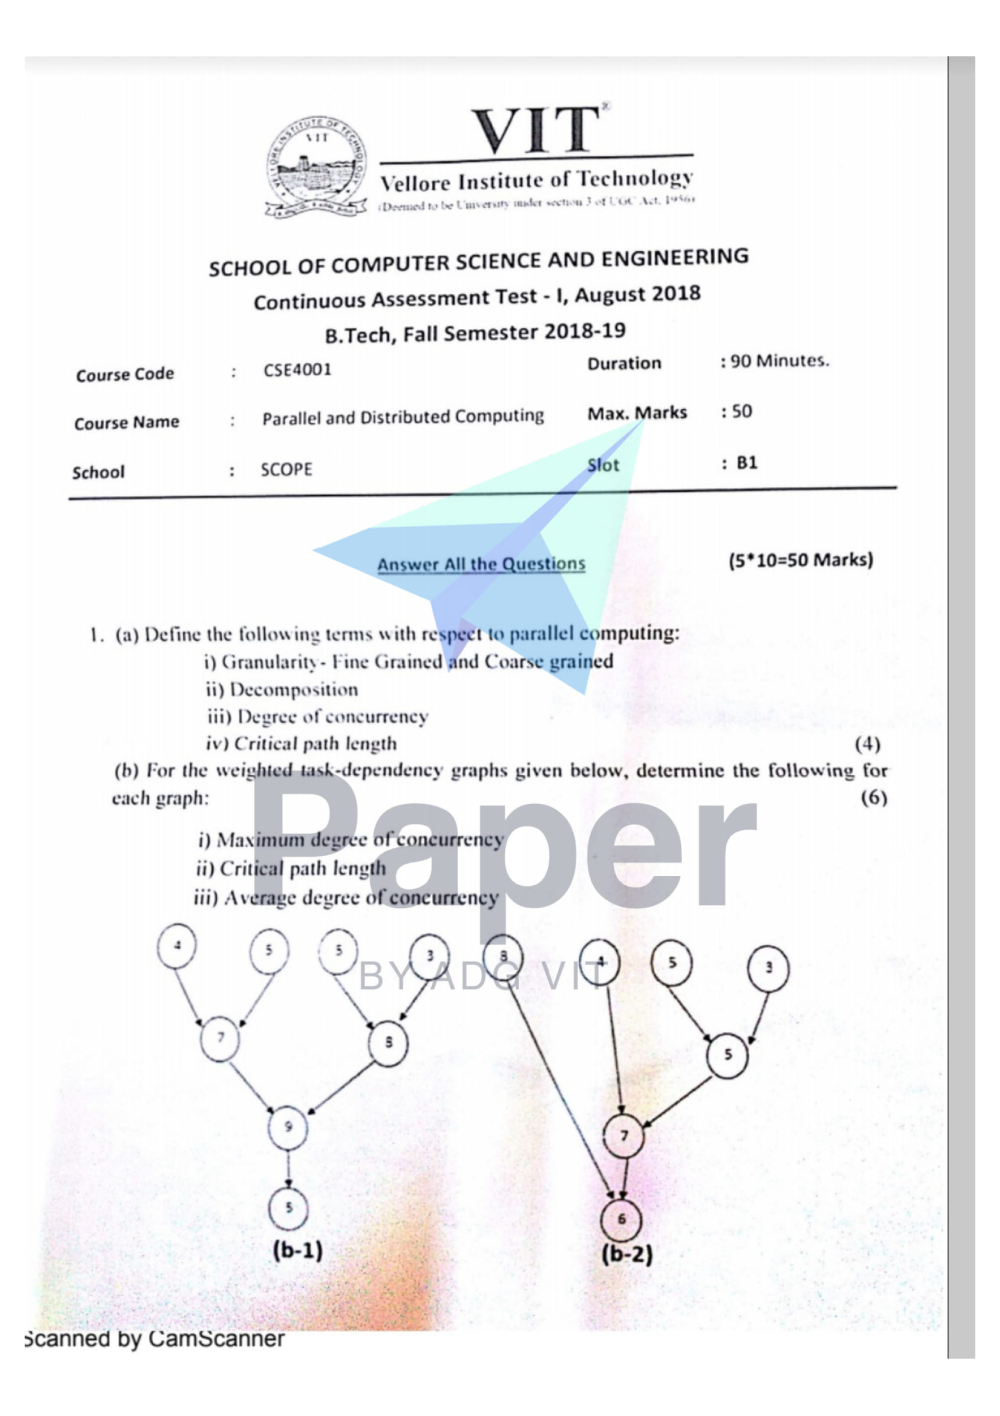 VELLORE INSTITUTE OF TECHNOLOGY
VIT
VIT®
Vellore Institute of Technology
(Deemed to be University under section 3 of UGC Act, 1956)
SCHOOL OF COMPUTER SCIENCE AND ENGINEERING
Continuous Assessment Test - I, August 2018
B.Tech, Fall Semester 2018-19
Course Code : CSE4001 Duration : 90 Minutes.
Course Name : Parallel and Distributed Computing Max. Marks : 50
School : SCOPE Slot : B1
Answer All the Questions (5*10=50 Marks)
1. (a) Define the following terms with respect to parallel computing:
i) Granularity- Fine Grained and Coarse grained
ii) Decomposition
iii) Degree of concurrency
iv) Critical path length (4)
(b) For the weighted task-dependency graphs given below, determine the following for
each graph: (6)
i) Maximum degree of concurrency
ii) Critical path length
iii) Average degree of concurrency
Paper
BY ADG VIT
4 5 5 3 4 5 3
7 5
9 7
5 6
(b-1) (b-2)
Scanned by CamScanner